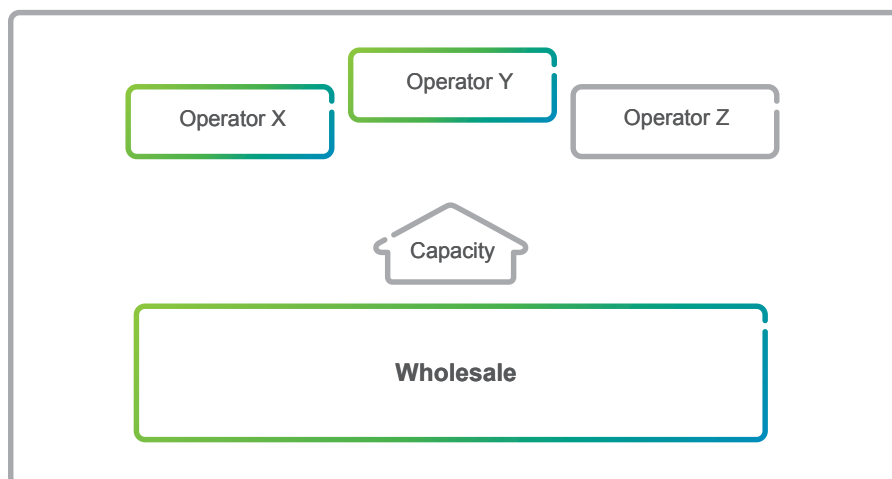 Operator X
Operator Y
Operator Z
Capacity
Wholesale